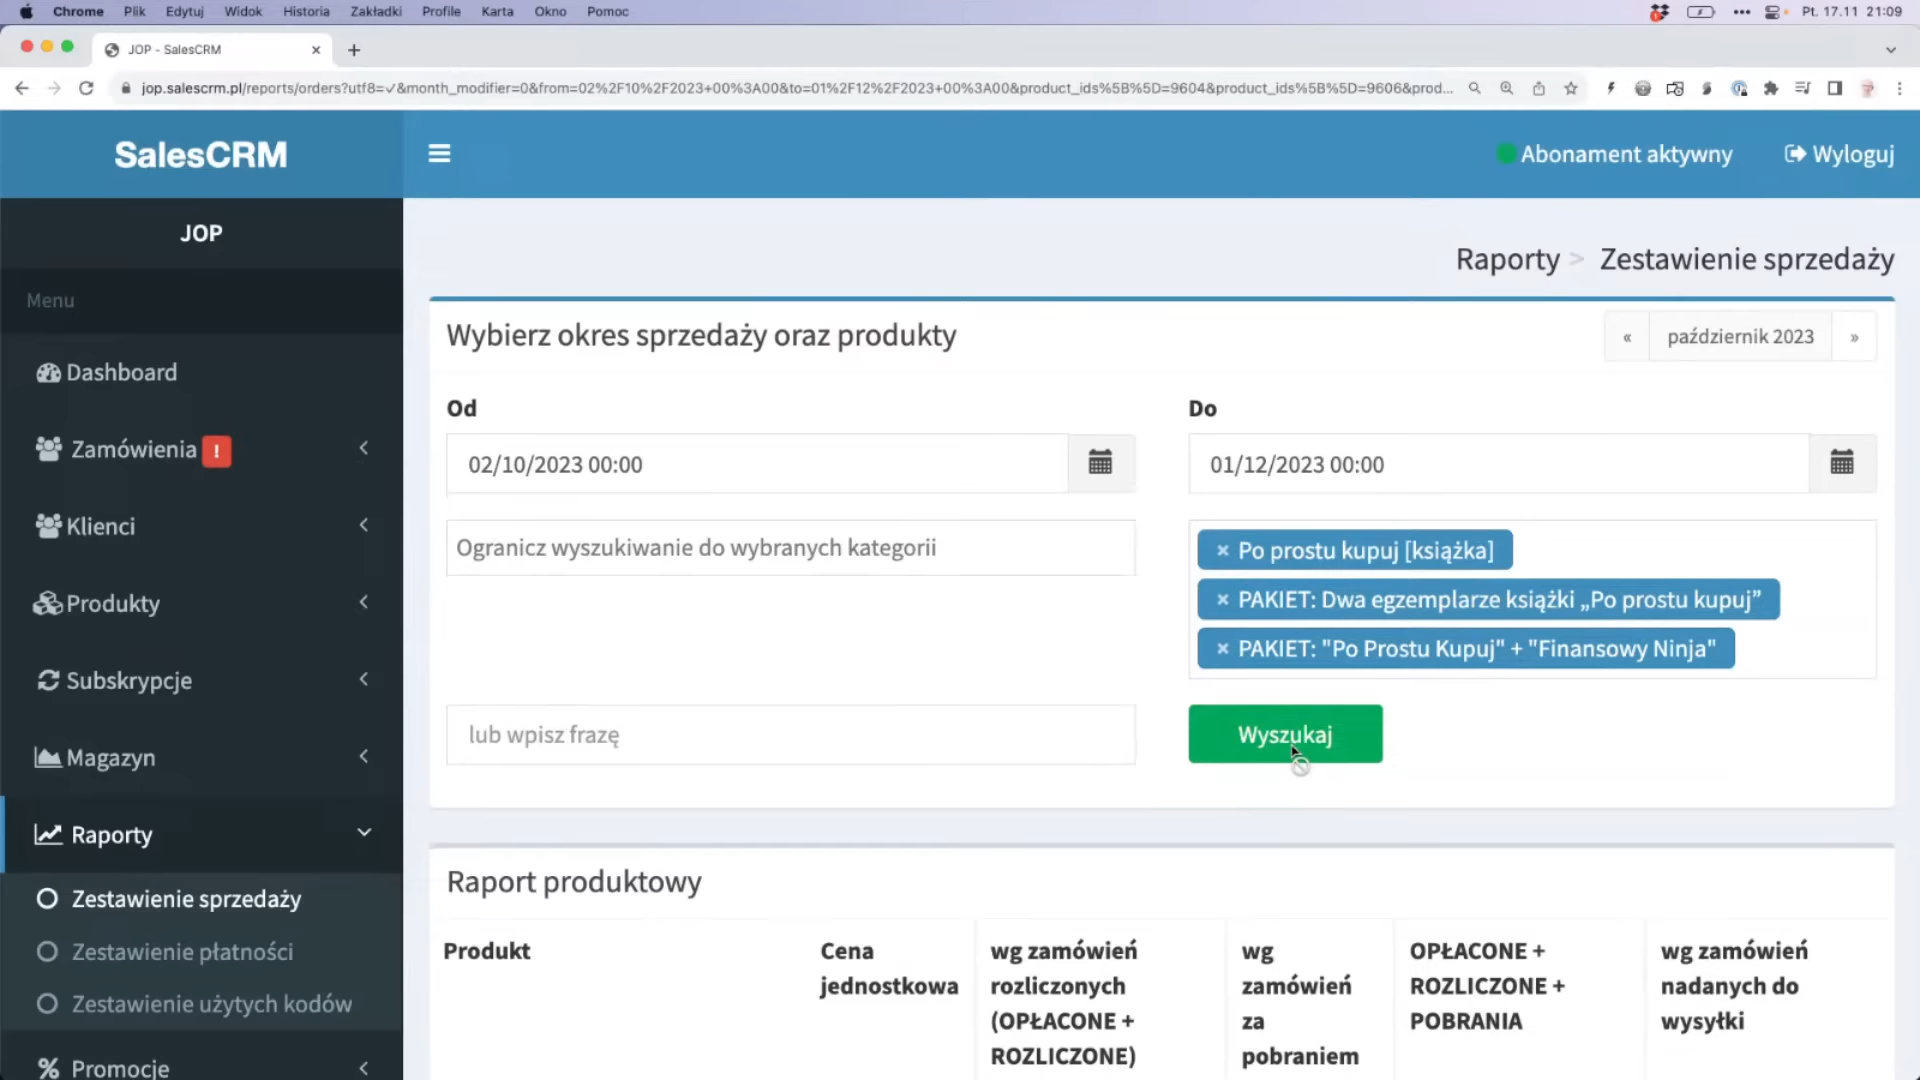 Chrome Plik Edytuj Widok Historia Zakładki Profile Karta Okno Pomoc Pt. 17.11 21:09
JOP - SalesCRM
jop.salescrm.pl/reports/orders?utf8=✓&month_modifier=0&from=02%2F10%2F2023+00%3A00&to=01%2F12%2F2023+00%3A00&product_ids%5B%5D=9604&product_ids%5B%5D=9606&prod...
SalesCRM
Abonament aktywny
Wyloguj
JOP
Menu
Dashboard
Zamówienia !
Klienci
Produkty
Subskrypcje
Magazyn
Raporty
Zestawienie sprzedaży
Zestawienie płatności
Zestawienie użytych kodów
Promocje
Raporty > Zestawienie sprzedaży
Wybierz okres sprzedaży oraz produkty
« październik 2023 »
Od
02/10/2023 00:00
Do
01/12/2023 00:00
Ogranicz wyszukiwanie do wybranych kategorii
× Po prostu kupuj [książka]
× PAKIET: Dwa egzemplarze książki „Po prostu kupuj”
× PAKIET: "Po Prostu Kupuj" + "Finansowy Ninja"
lub wpisz frazę
Wyszukaj
Raport produktowy
Produkt
Cena
jednostkowa
wg zamówień
rozliczonych
(OPŁACONE +
ROZLICZONE)
wg
zamówień
za
pobraniem
OPŁACONE +
ROZLICZONE +
POBRANIA
wg zamówień
nadanych do
wysyłki